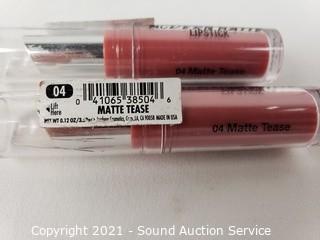 LIPSTICK
04 Matte Tease
04
Lift
Here
0 41065 38504 6
MATTE TEASE
04 Matte Tease
MADE IN USA
Copyright 2021 - Sound Auction Service